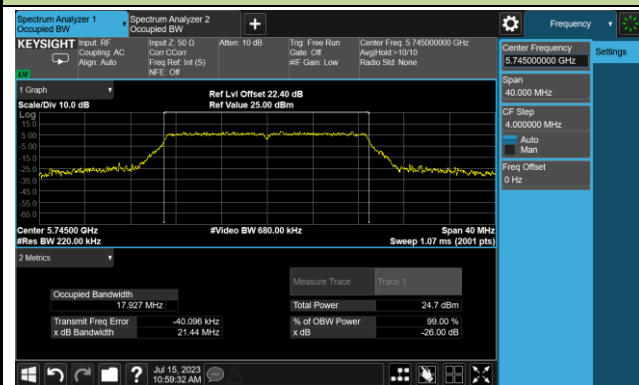 Spectrum Analyzer 1
Occupied BW
Spectrum Analyzer 2
Occupied BW
+
Frequency
KEYSIGHT
Input: RF
Coupling: AC
Align: Auto
Input Z: 50 Ω
Corr CCorr
Freq Ref: Int (S)
NFE: Off
Atten: 10 dB
Trig: Free Run
Gate: Off
#IF Gain: Low
Center Freq: 5.745000000 GHz
Avg|Hold:>10/10
Radio Std: None
Center Frequency
5.745000000 GHz
Settings
Span
40.000 MHz
CF Step
4.000000 MHz
Auto
Man
Freq Offset
0 Hz
1 Graph
Scale/Div 10.0 dB
Ref Lvl Offset 22.40 dB
Ref Value 25.00 dBm
Log
15.0
5.00
-5.00
-15.0
-25.0
-35.0
-45.0
-55.0
-65.0
Center 5.74500 GHz
#Res BW 220.00 kHz
#Video BW 680.00 kHz
Span 40 MHz
Sweep 1.07 ms (2001 pts)
2 Metrics
Measure Trace
Trace 1
Occupied Bandwidth
17.927 MHz
Total Power
24.7 dBm
Transmit Freq Error
-40.096 kHz
% of OBW Power
99.00 %
x dB Bandwidth
21.44 MHz
x dB
-26.00 dB
?
Jul 15, 2023
10:59:32 AM